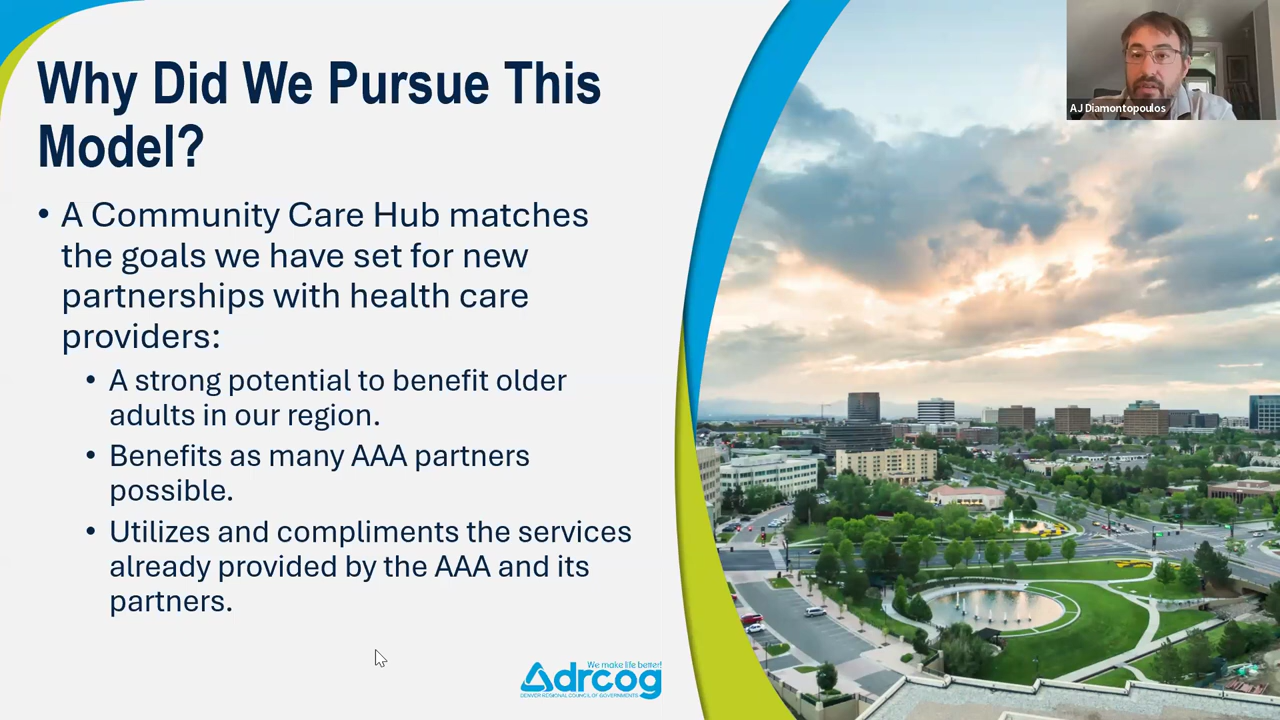 Why Did We Pursue This
Model?
• A Community Care Hub matches
the goals we have set for new
partnerships with health care
providers:
• A strong potential to benefit older
adults in our region.
• Benefits as many AAA partners
possible.
• Utilizes and compliments the services
already provided by the AAA and its
partners.
We make life better!
drcog
DENVER REGIONAL COUNCIL OF GOVERNMENTS
AJ Diamontopoulos